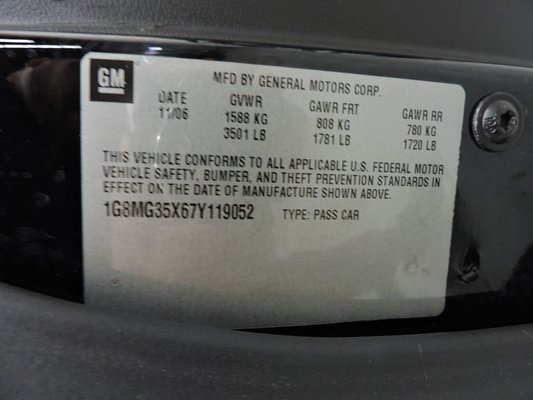 GM
MFD BY GENERAL MOTORS CORP.
DATE GVWR GAWR FRT GAWR RR
11/06 1588 KG 808 KG 780 KG
3501 LB 1781 LB 1720 LB
THIS VEHICLE CONFORMS TO ALL APPLICABLE U.S. FEDERAL MOTOR
VEHICLE SAFETY, BUMPER, AND THEFT PREVENTION STANDARDS IN
EFFECT ON THE DATE OF MANUFACTURE SHOWN ABOVE.
1G8MG35X67Y119052 TYPE: PASS CAR